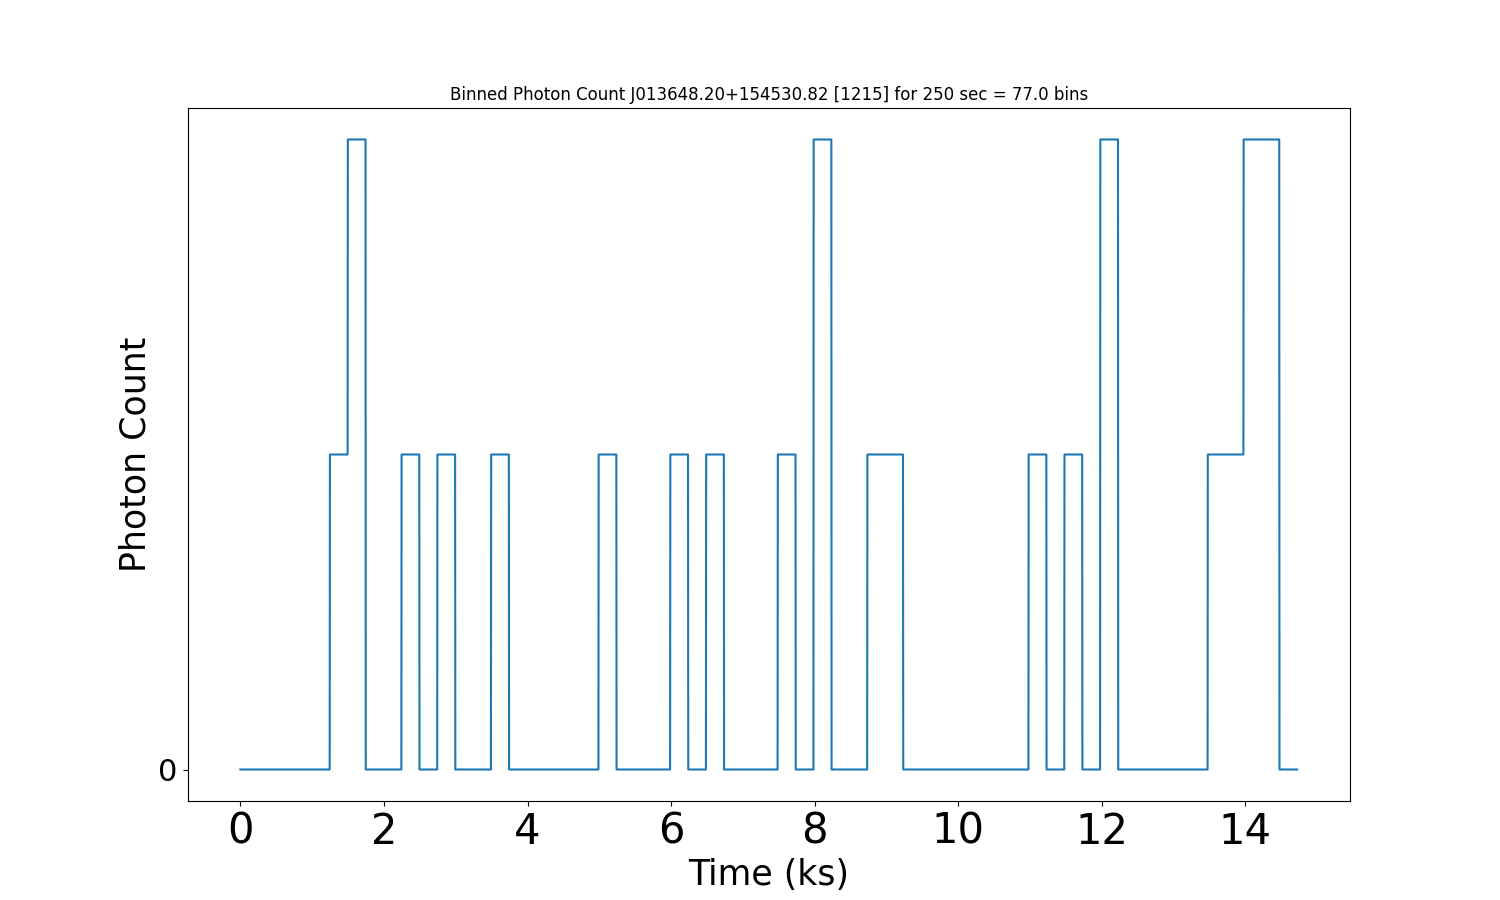 Binned Photon Count J013648.20+154530.82 [1215] for 250 sec = 77.0 bins
Photon Count
0
0 2 4 6 8 10 12 14
Time (ks)